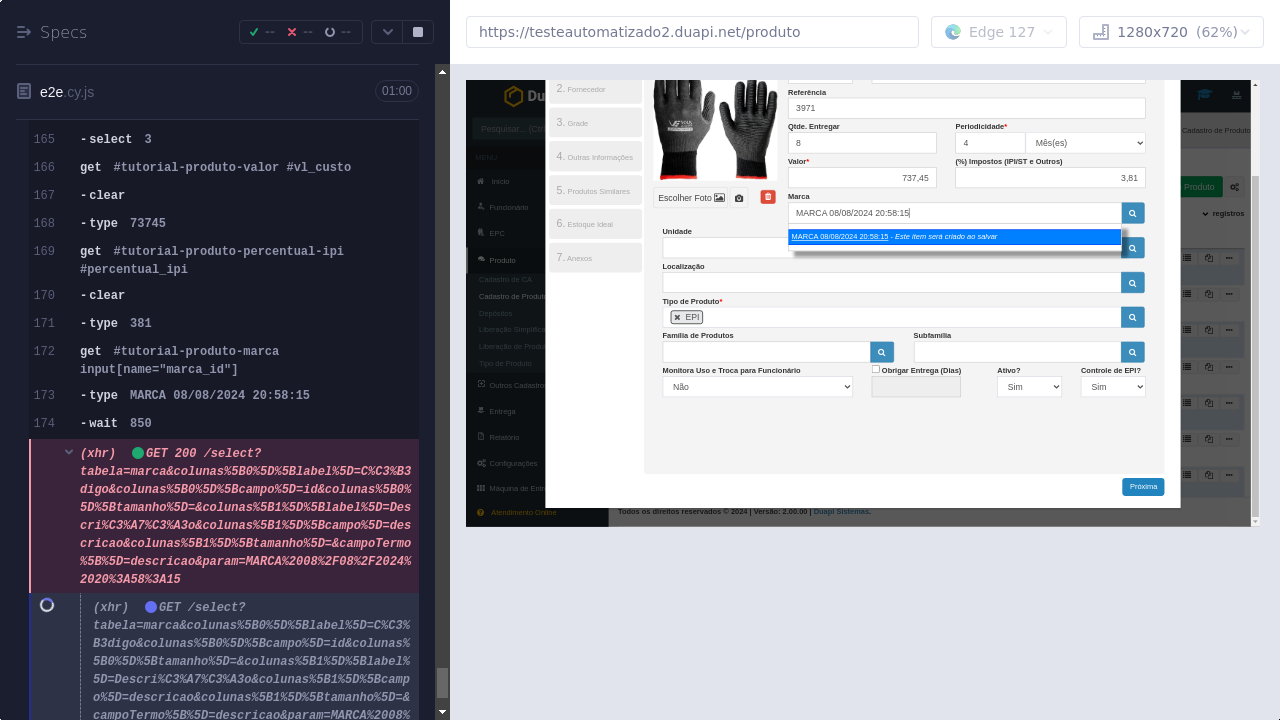 Specs
--
--
--
https://testeautomatizado2.duapi.net/produto
Edge 127
1280x720 (62%)
e2e.cy.js
01:00
165 -select 3
166 get #tutorial-produto-valor #vl_custo
167 -clear
168 -type 73745
169 get #tutorial-produto-percentual-ipi
#percentual_ipi
170 -clear
171 -type 381
172 get #tutorial-produto-marca
input[name="marca_id"]
173 -type MARCA 08/08/2024 20:58:15
174 -wait 850
(xhr) GET 200 /select?
tabela=marca&colunas%5B0%5D%5Blabel%5D=C%C3%B3
digo&colunas%5B0%5D%5Bcampo%5D=id&colunas%5B0%
5D%5Btamanho%5D=&colunas%5B1%5D%5Blabel%5D=Des
cri%C3%A7%C3%A3o&colunas%5B1%5D%5Bcampo%5D=des
cricao&colunas%5B1%5D%5Btamanho%5D=&campoTermo
%5B%5D=descricao&param=MARCA%2008%2F08%2F2024%
2020%3A58%3A15
(xhr) GET /select?
tabela=marca&colunas%5B0%5D%5Blabel%5D=C%C3%
B3digo&colunas%5B0%5D%5Bcampo%5D=id&colunas%
5B0%5D%5Btamanho%5D=&colunas%5B1%5D%5Blabel%
5D=Descri%C3%A7%C3%A3o&colunas%5B1%5D%5Bcamp
o%5D=descricao&colunas%5B1%5D%5Btamanho%5D=&
campoTermo%5B%5D=descricao&param=MARCA%2008%
Du
Pesquisar... (Ctrl
MENU
Início
Funcionário
EPC
Produto
Cadastro de CA
Cadastro de Produto
Depósitos
Liberação Simplifica
Liberação de Produt
Tipo de Produto
Outros Cadastros
Entrega
Relatório
Configurações
Máquina de Entre
Atendimento Online
2. Fornecedor
3. Grade
4. Outras Informações
5. Produtos Similares
6. Estoque Ideal
7. Anexos
Escolher Foto
Referência
3971
Qtde. Entregar
8
Periodicidade*
4
Mês(es)
Valor*
737,45
(%) Impostos (IPI/ST e Outros)
3,81
Marca
MARCA 08/08/2024 20:58:15
MARCA 08/08/2024 20:58:15 - Este item será criado ao salvar
Unidade
Localização
Tipo de Produto*
EPI
Família de Produtos
Subfamília
Monitora Uso e Troca para Funcionário
Não
Obrigar Entrega (Dias)
Ativo?
Sim
Controle de EPI?
Sim
Próxima
Cadastro de Produto
Produto
registros
Todos os direitos reservados © 2024 | Versão: 2.00.00 | Duapi Sistemas.